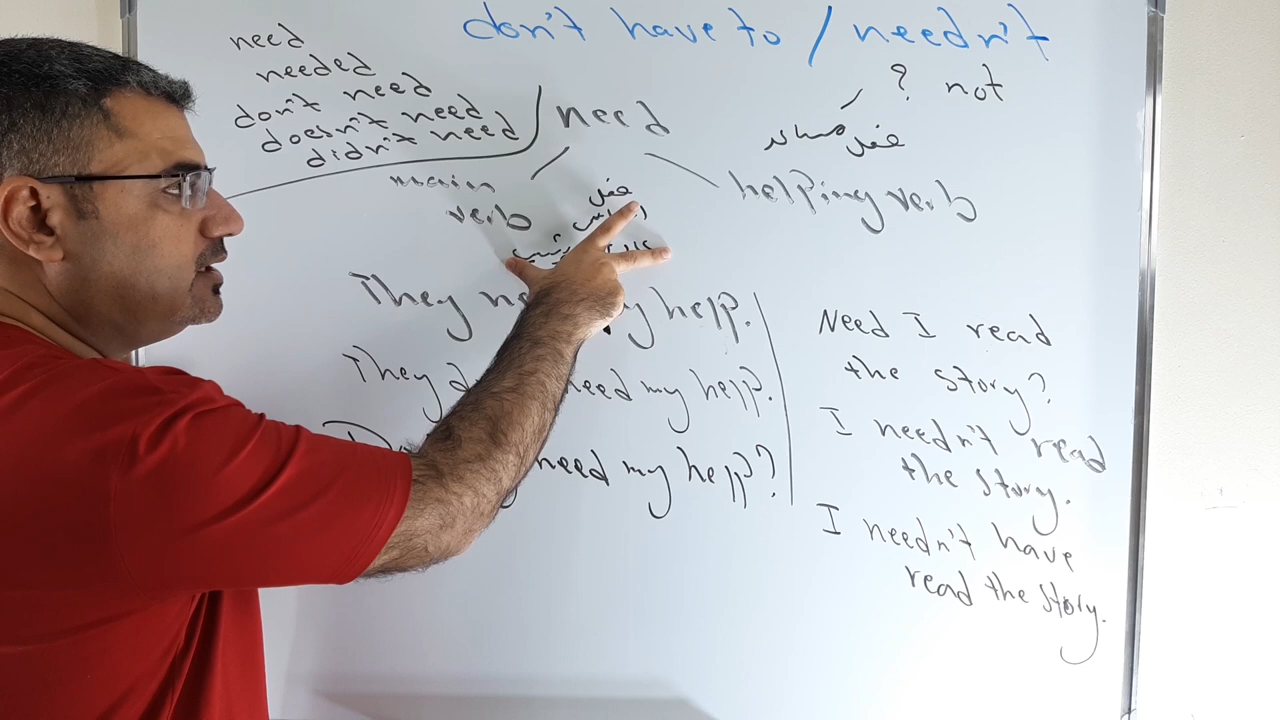 don't have to / needn't
need
needed
don't need
doesn't need
didn't need
need
? not
فعل مساعد
main
verb
فعل
helping verb
They my help.
They need my help.
need my help?
Need I read
the story?
I needn't read
the story.
I needn't have
read the story.